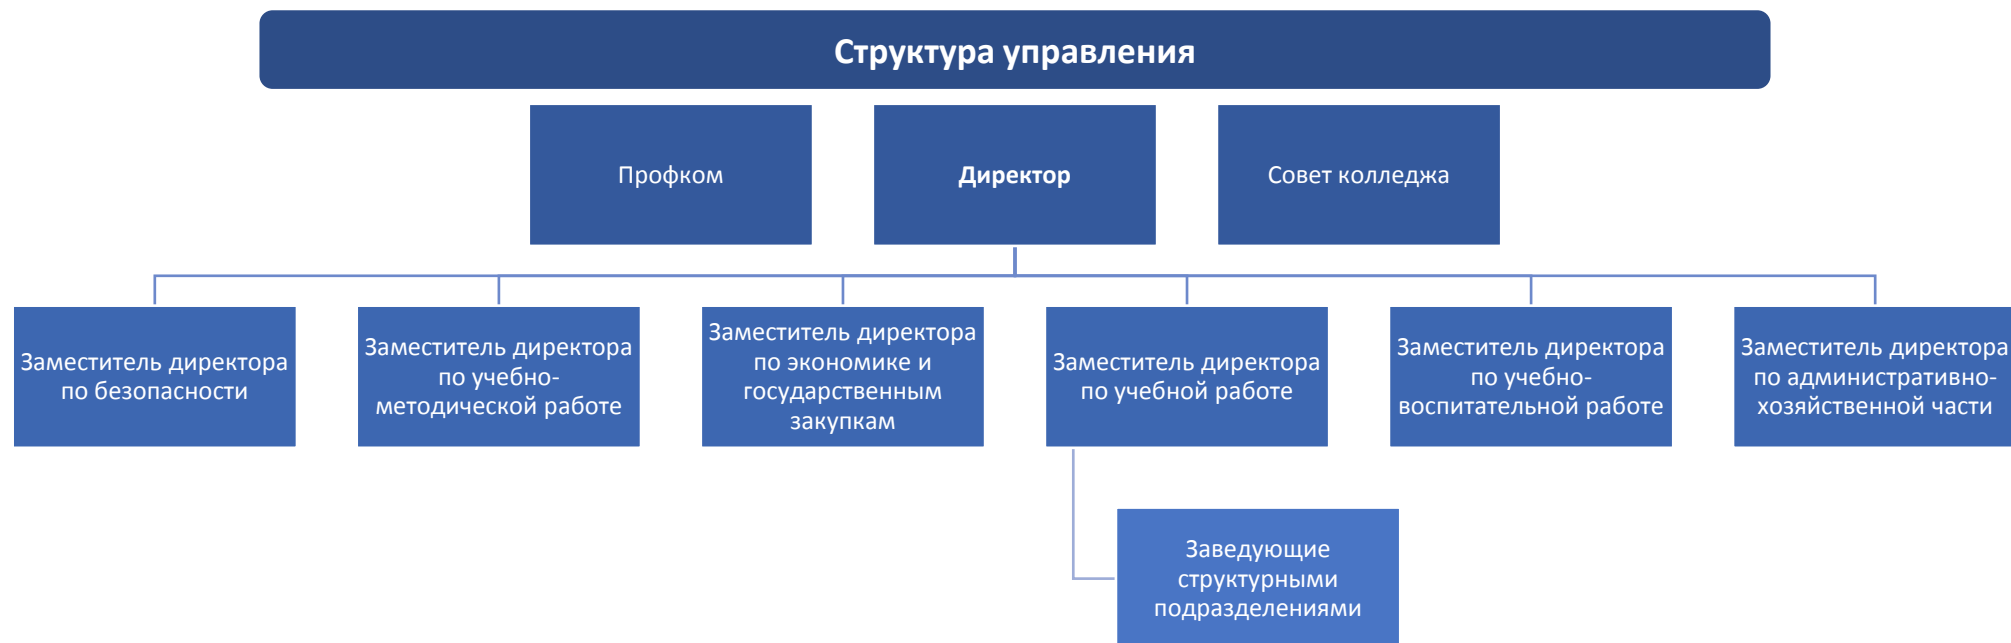 Структура управления
Профком
Директор
Совет колледжа
Заместитель директора
по безопасности
Заместитель директора
по учебно-
методической работе
Заместитель директора
по экономике и
государственным
закупкам
Заместитель директора
по учебной работе
Заместитель директора
по учебно-
воспитательной работе
Заместитель директора
по административно-
хозяйственной части
Заведующие
структурными
подразделениями